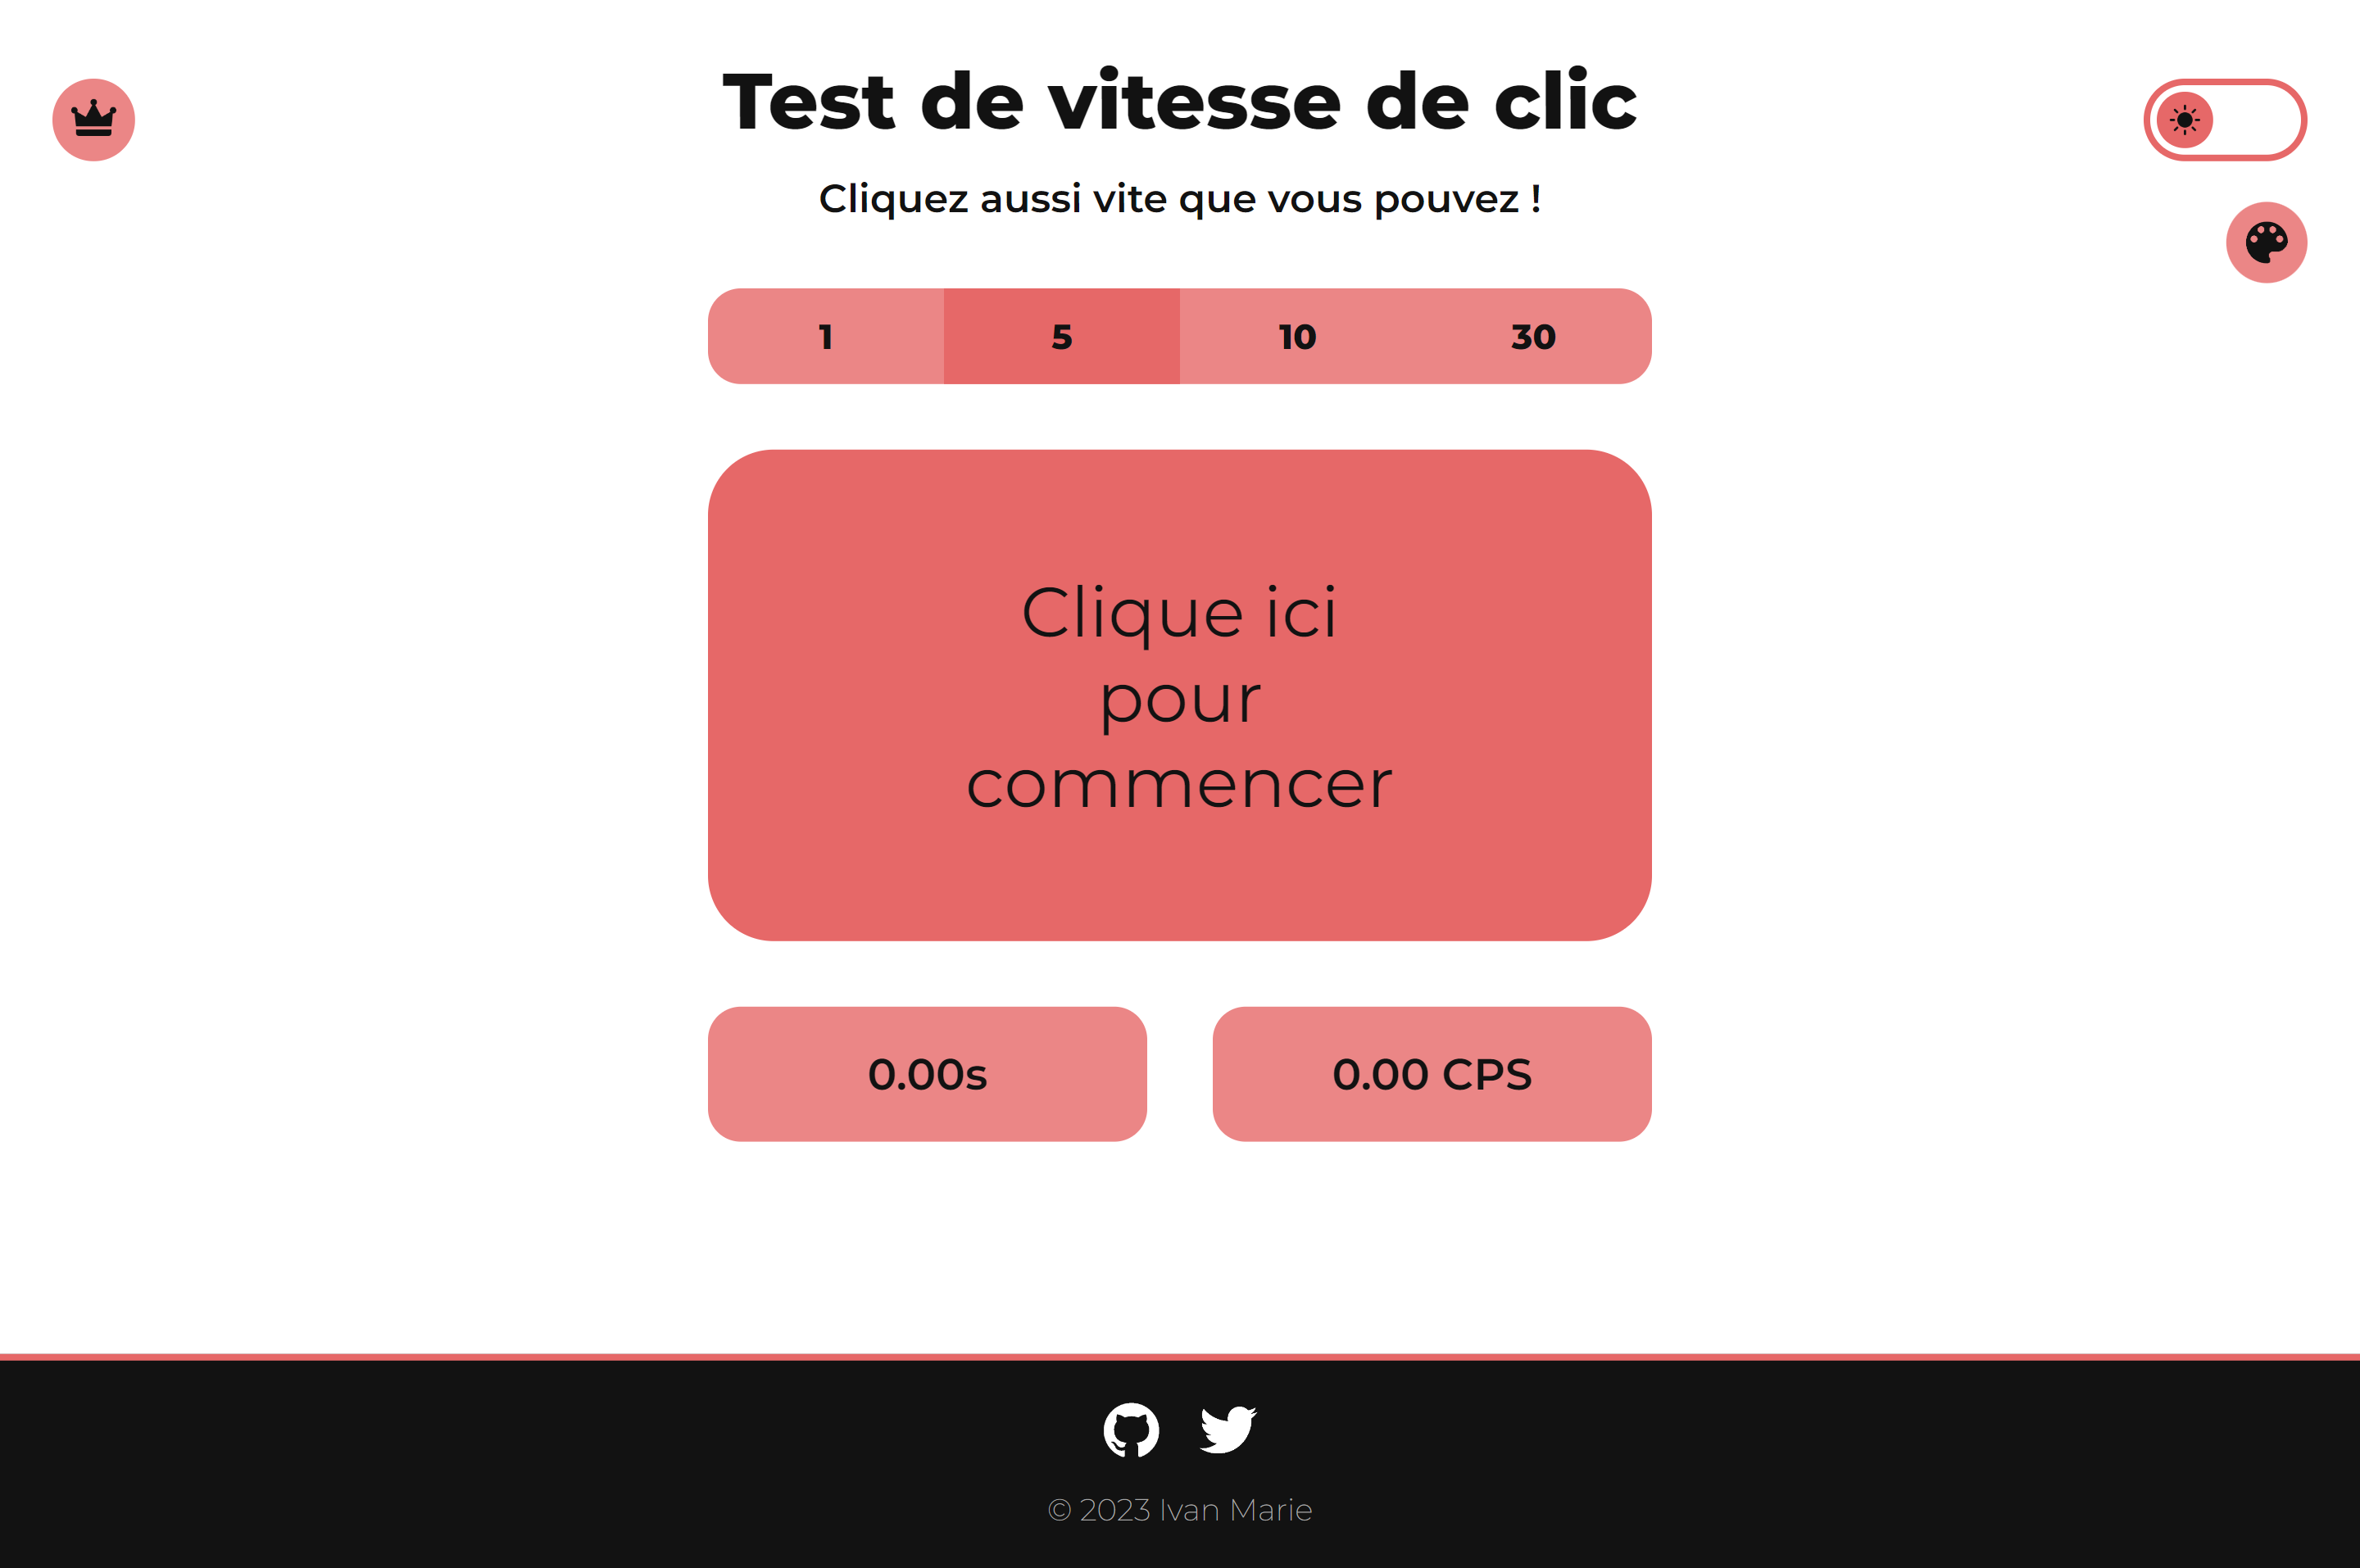 Test de vitesse de clic
Cliquez aussi vite que vous pouvez !
1 5 10 30
Clique ici
pour
commencer
0.00s 0.00 CPS
© 2023 Ivan Marie